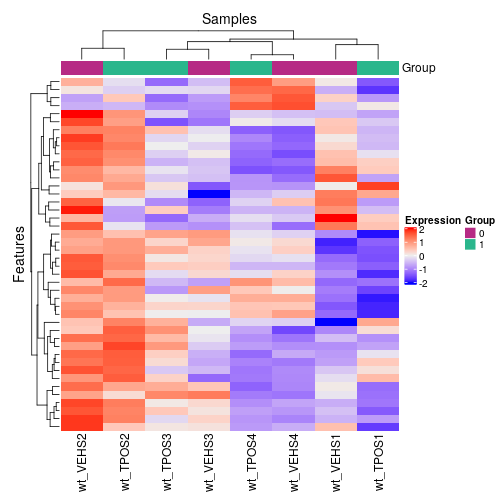 Samples
Group
Features
Expression
2
1
0
-1
-2
Group
0
1
wt_VEHS2
wt_TPOS2
wt_TPOS3
wt_VEHS3
wt_TPOS4
wt_VEHS4
wt_VEHS1
wt_TPOS1